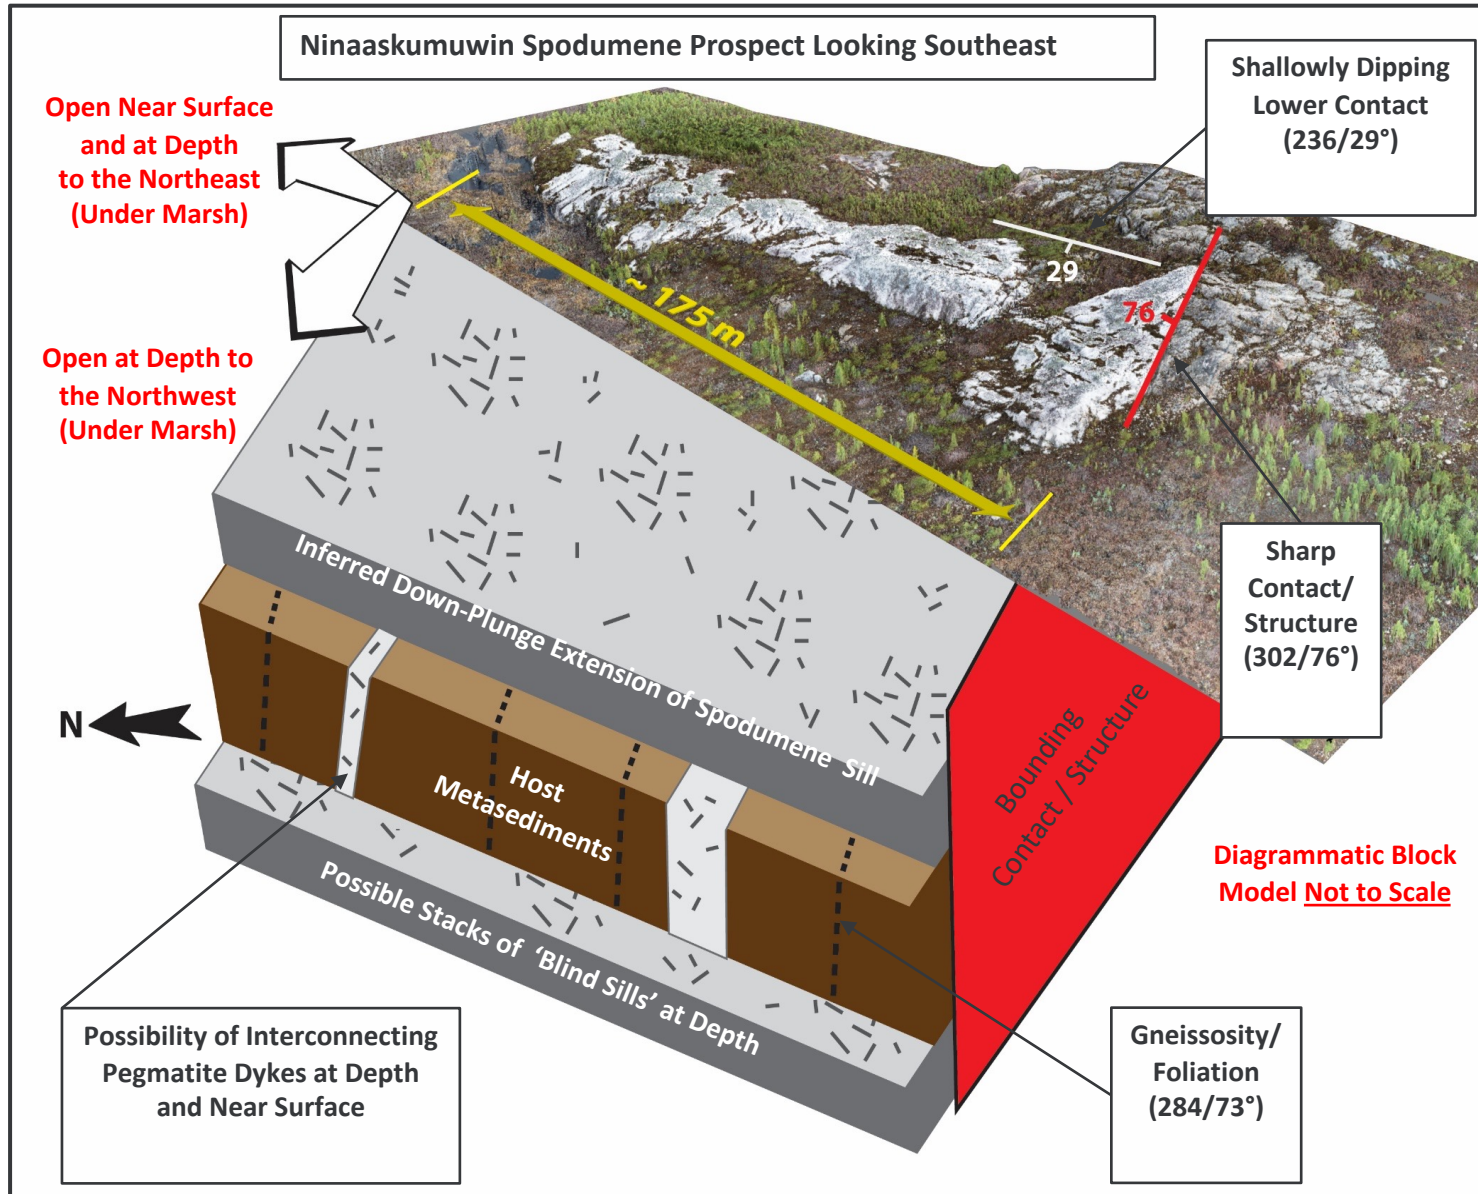 Ninaaskumuwin Spodumene Prospect Looking Southeast
Shallowly Dipping
Lower Contact
(236/29°)
Open Near Surface
and at Depth
to the Northeast
(Under Marsh)
29
76
~ 175 m
Open at Depth to
the Northwest
(Under Marsh)
Sharp
Contact/
Structure
(302/76°)
Inferred Down-Plunge Extension of Spodumene Sill
N
Host
Metasediments
Bounding
Contact / Structure
Possible Stacks of 'Blind Sills' at Depth
Diagrammatic Block
Model Not to Scale
Possibility of Interconnecting
Pegmatite Dykes at Depth
and Near Surface
Gneissosity/
Foliation
(284/73°)